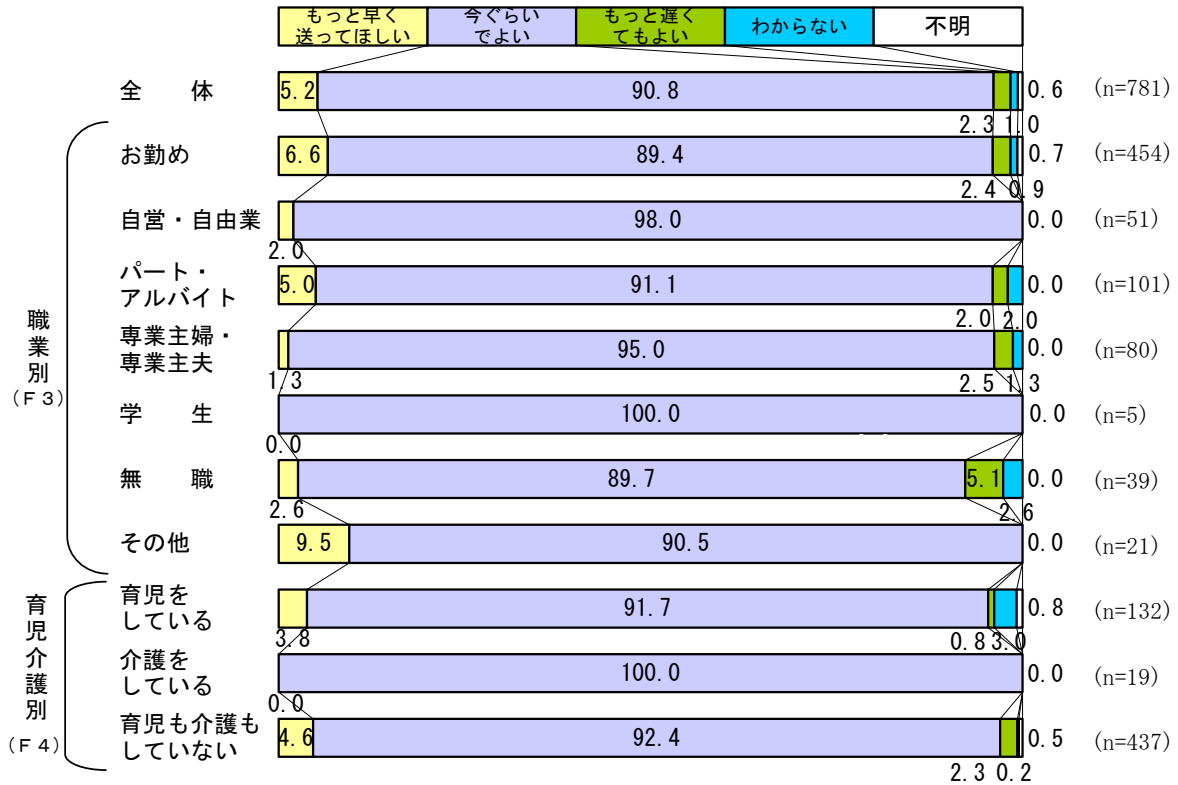 もっと早く
送ってほしい
今ぐらい
でよい
もっと遅く
てもよい
わからない
不明
全　体 5.2 90.8 2.3 1.0 0.6 (n=781)
職業別
(F3)
お勤め 6.6 89.4 2.4 0.9 0.7 (n=454)
自営・自由業 2.0 98.0 0.0 (n=51)
パート・
アルバイト 5.0 91.1 2.0 2.0 0.0 (n=101)
専業主婦・
専業主夫 1.3 95.0 2.5 1.3 0.0 (n=80)
学　生 0.0 100.0 0.0 (n=5)
無　職 2.6 89.7 5.1 2.6 0.0 (n=39)
その他 9.5 90.5 0.0 (n=21)
育児介護別
(F4)
育児を
している 3.8 91.7 0.8 3.0 0.8 (n=132)
介護を
している 0.0 100.0 0.0 (n=19)
育児も介護も
していない 4.6 92.4 2.3 0.2 0.5 (n=437)